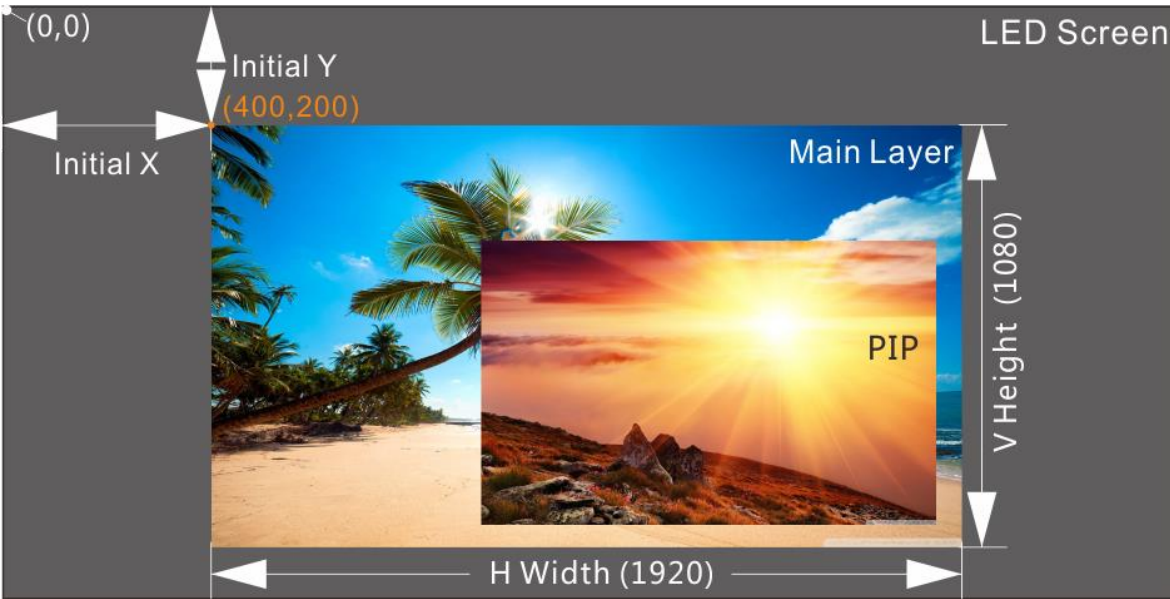 (0,0)
LED Screen
Initial Y
(400,200)
Initial X
Main Layer
PIP
V Height (1080)
H Width (1920)